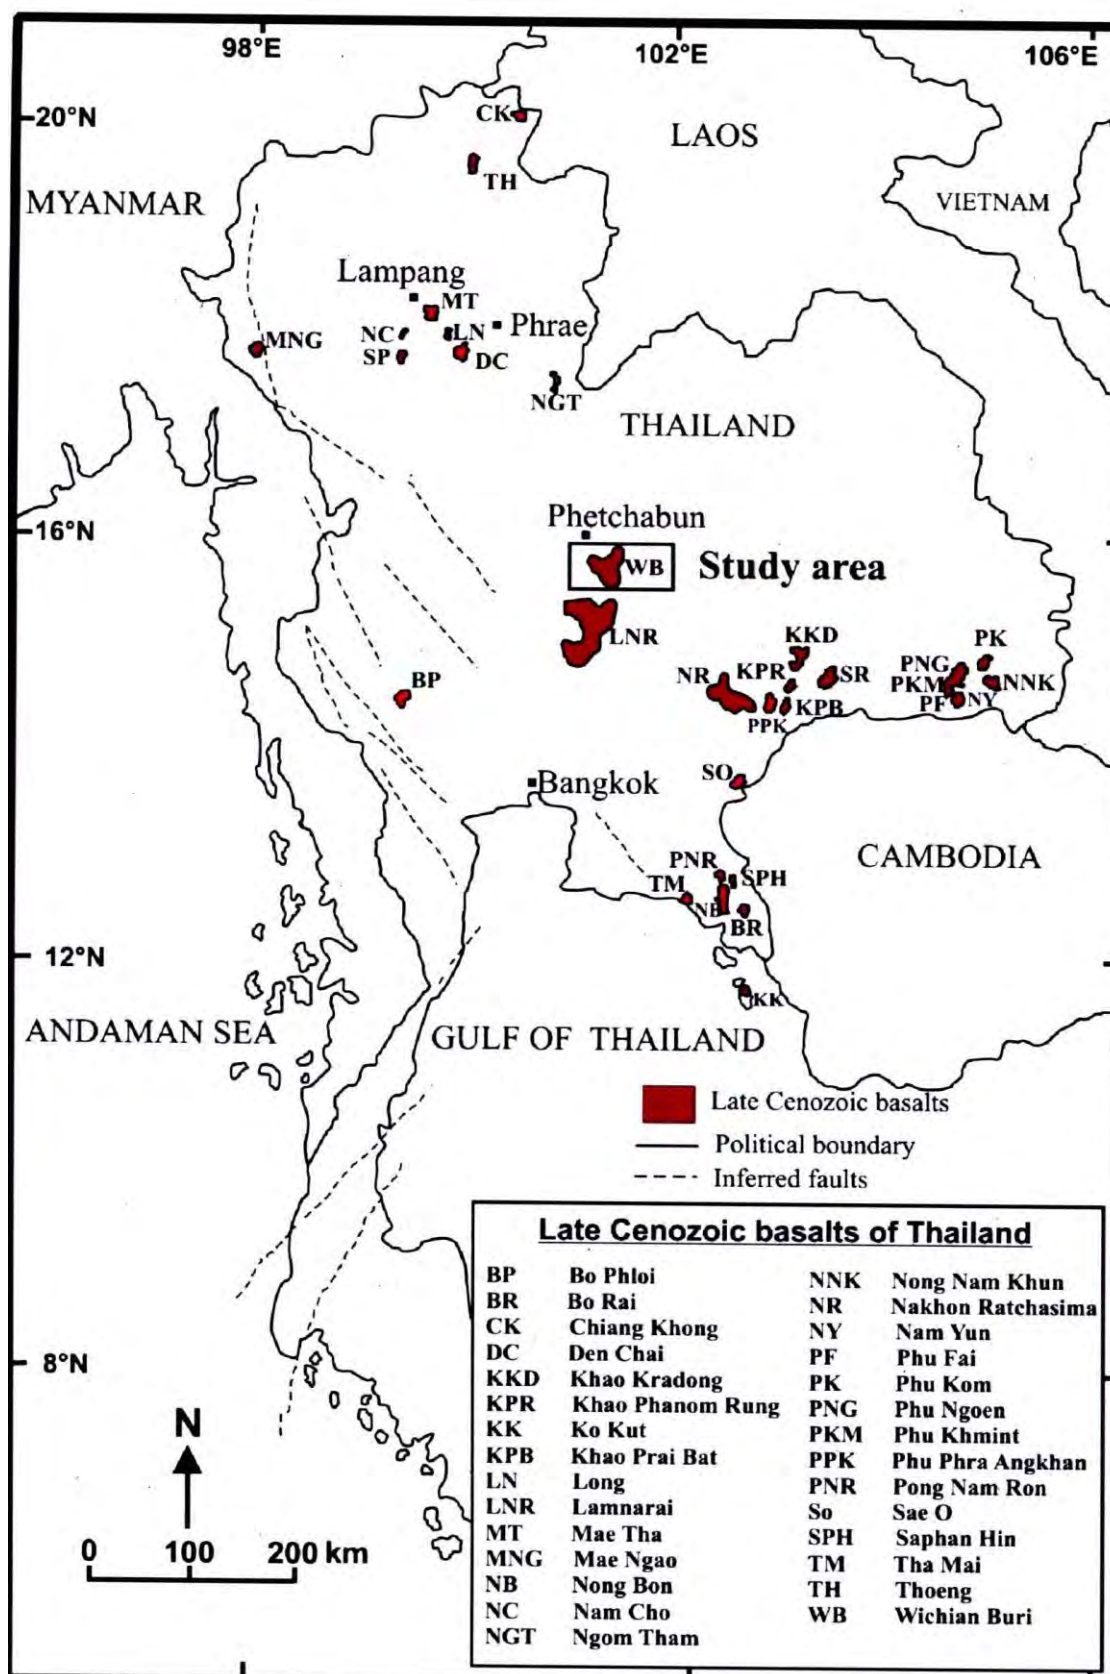 98°E 102°E 106°E
20°N
CK
LAOS
TH
MYANMAR
VIETNAM
Lampang
MT
NC LN Phrae
MNG
SP DC
NGT
THAILAND
Phetchabun
16°N
WB Study area
LNR
KKD PK
BP NR KPR SR PNG
PKM NNK
PPK KPB PF NY
SO
Bangkok
CAMBODIA
PNR SPH
TM NB
BR
12°N
KK
ANDAMAN SEA GULF OF THAILAND
Late Cenozoic basalts
Political boundary
Inferred faults
8°N
N
0 100 200 km
Late Cenozoic basalts of Thailand
BP Bo Phloi
BR Bo Rai
CK Chiang Khong
DC Den Chai
KKD Khao Kradong
KPR Khao Phanom Rung
KK Ko Kut
KPB Khao Prai Bat
LN Long
LNR Lamnarai
MT Mae Tha
MNG Mae Ngao
NB Nong Bon
NC Nam Cho
NGT Ngom Tham
NNK Nong Nam Khun
NR Nakhon Ratchasima
NY Nam Yun
PF Phu Fai
PK Phu Kom
PNG Phu Ngoen
PKM Phu Khmint
PPK Phu Phra Angkhan
PNR Pong Nam Ron
So Sae O
SPH Saphan Hin
TM Tha Mai
TH Thoeng
WB Wichian Buri